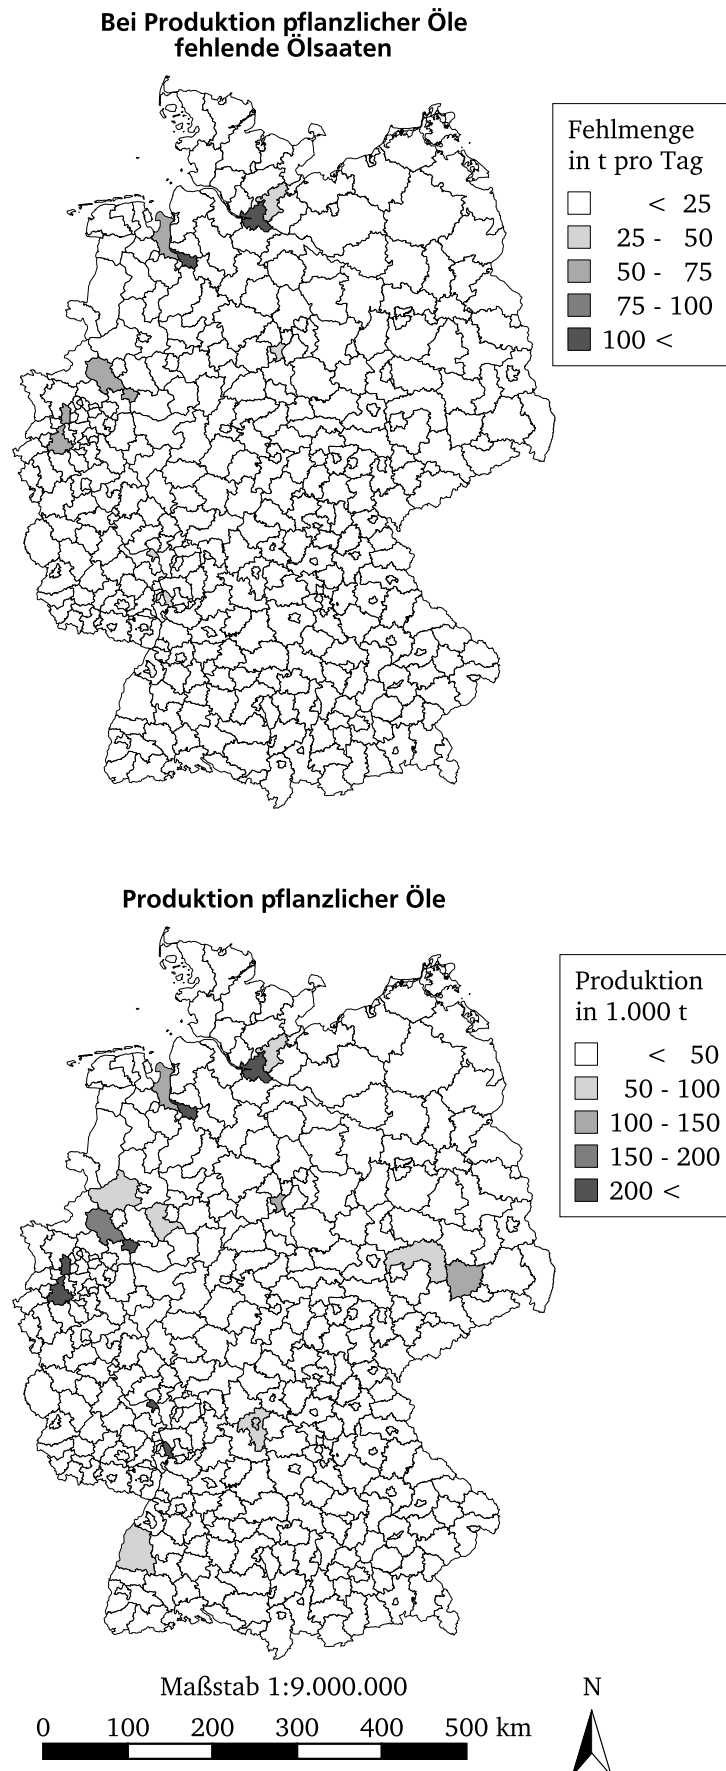 Bei Produktion pflanzlicher Öle
fehlende Ölsaaten
Fehlmenge
in t pro Tag
< 25
25 - 50
50 - 75
75 - 100
100 <
Produktion pflanzlicher Öle
Produktion
in 1.000 t
< 50
50 - 100
100 - 150
150 - 200
200 <
Maßstab 1:9.000.000
N
0 100 200 300 400 500 km